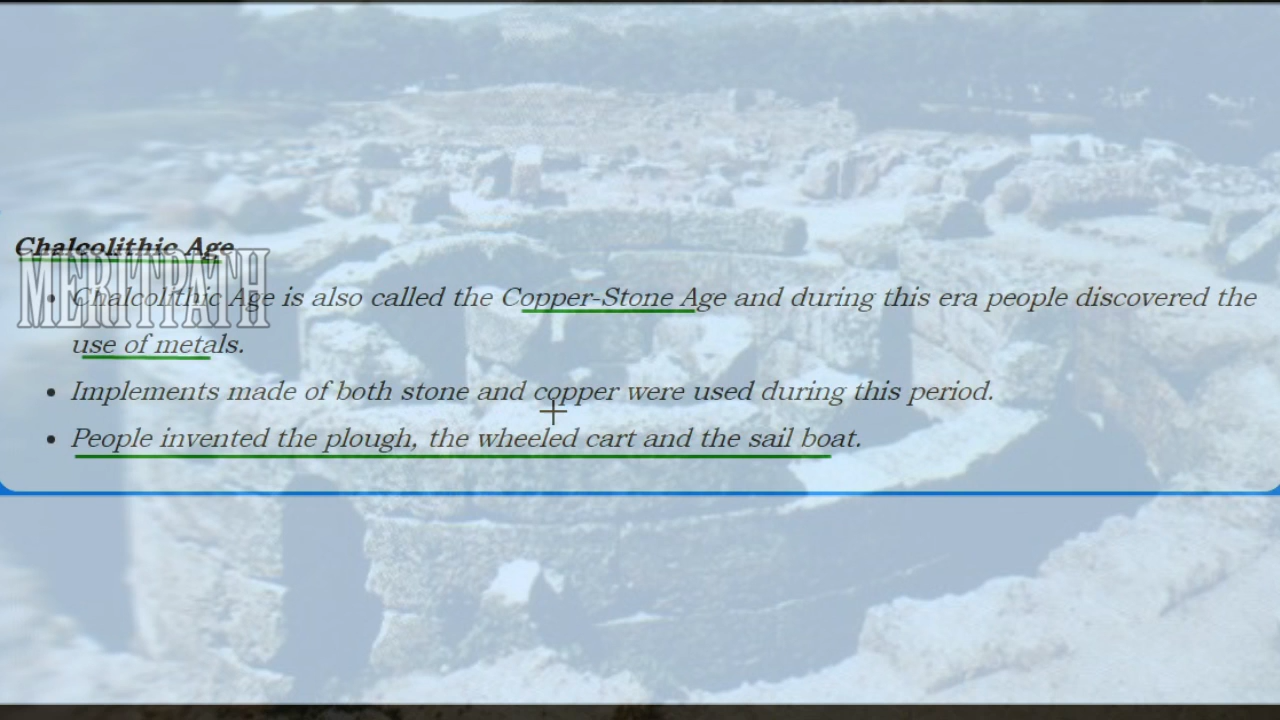 Chalcolithic Age
MERITPATH
• Chalcolithic Age is also called the Copper-Stone Age and during this era people discovered the
use of metals.
• Implements made of both stone and copper were used during this period.
• People invented the plough, the wheeled cart and the sail boat.